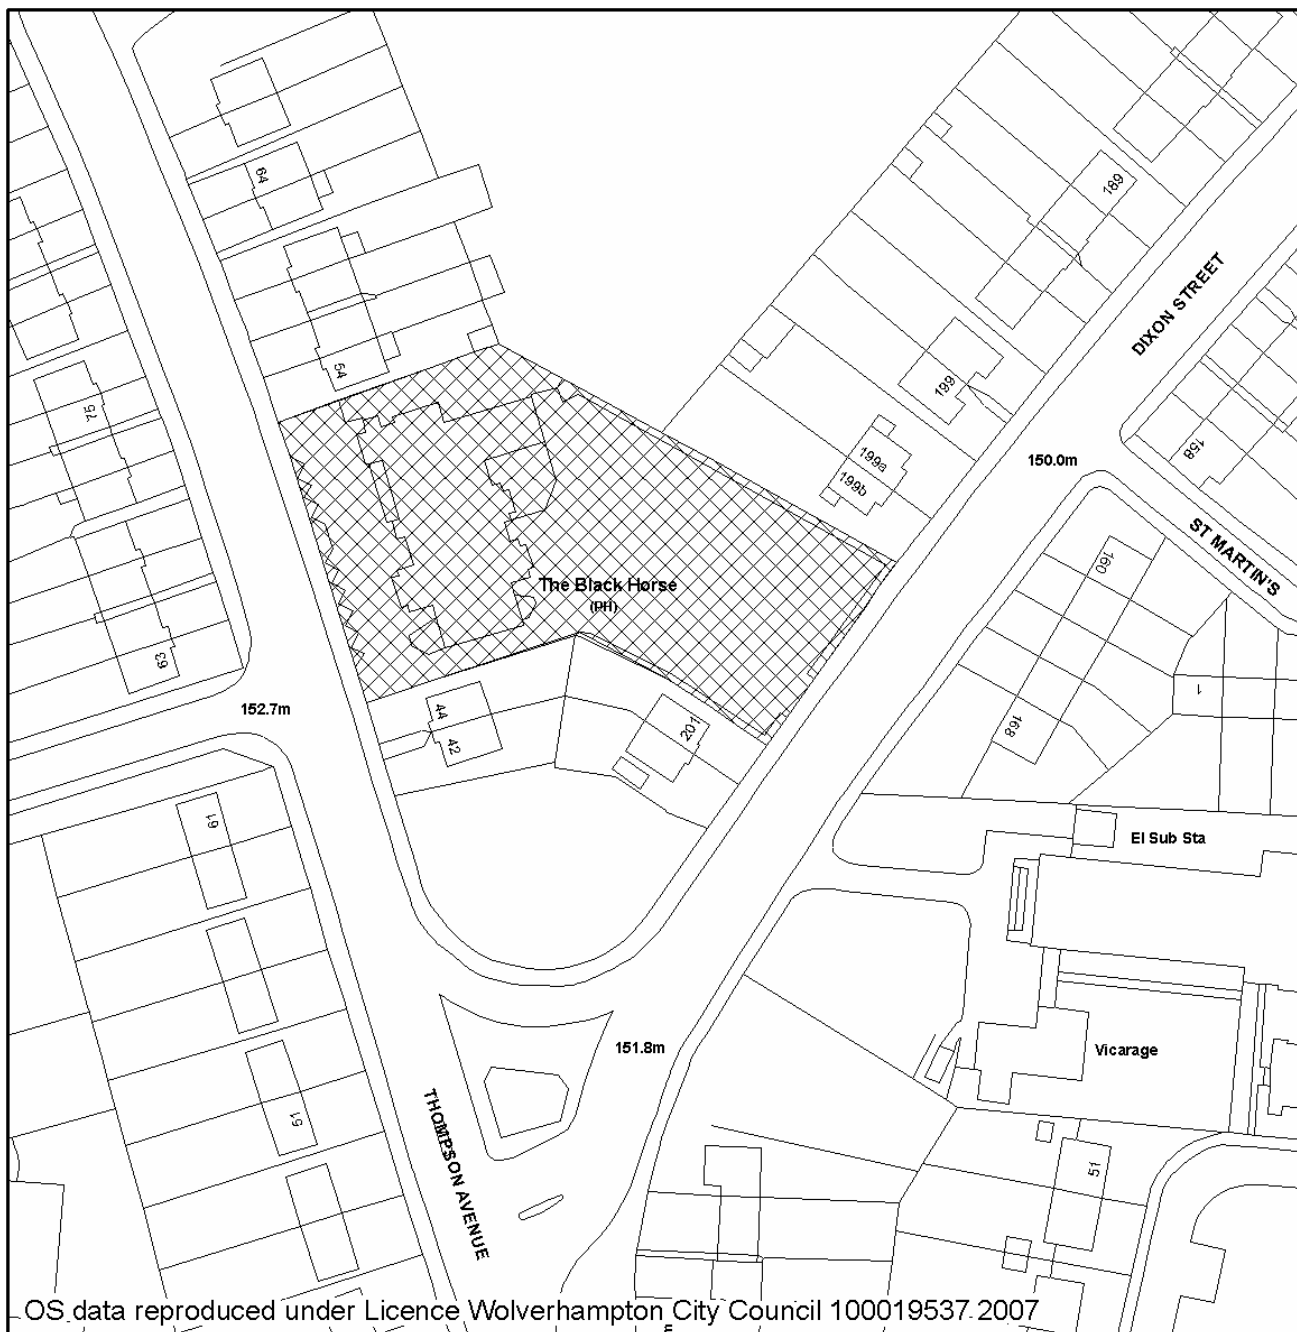 64
189
DIXON STREET
54
199
75
150.0m
158
199a
199b
ST MARTIN'S
160
The Black Horse
(PH)
63
1
152.7m
44
201
168
42
61
El Sub Sta
151.8m
Vicarage
THOMPSON AVENUE
51
51
OS data reproduced under Licence Wolverhampton City Council 100019537.2007